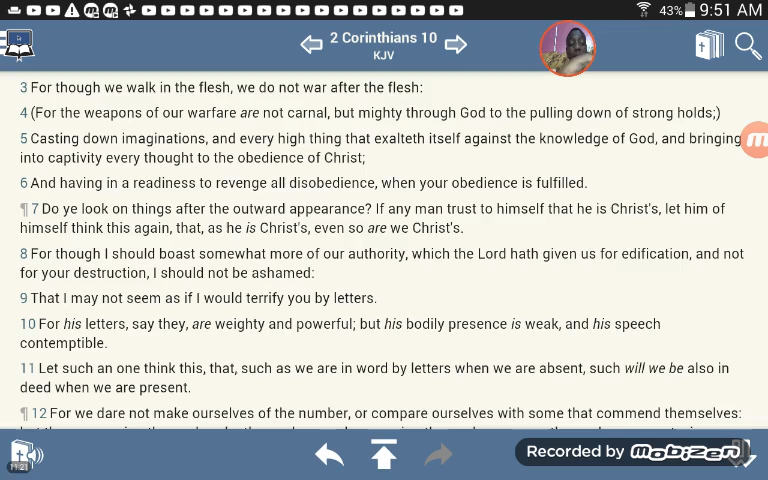 43% 9:51 AM
2 Corinthians 10
KJV
3 For though we walk in the flesh, we do not war after the flesh:
4 (For the weapons of our warfare are not carnal, but mighty through God to the pulling down of strong holds;)
5 Casting down imaginations, and every high thing that exalteth itself against the knowledge of God, and bringing
into captivity every thought to the obedience of Christ;
6 And having in a readiness to revenge all disobedience, when your obedience is fulfilled.
¶ 7 Do ye look on things after the outward appearance? If any man trust to himself that he is Christ's, let him of
himself think this again, that, as he is Christ's, even so are we Christ's.
8 For though I should boast somewhat more of our authority, which the Lord hath given us for edification, and not
for your destruction, I should not be ashamed:
9 That I may not seem as if I would terrify you by letters.
10 For his letters, say they, are weighty and powerful; but his bodily presence is weak, and his speech
contemptible.
11 Let such an one think this, that, such as we are in word by letters when we are absent, such will we be also in
deed when we are present.
¶ 12 For we dare not make ourselves of the number, or compare ourselves with some that commend themselves:
Recorded by Mobizen
11:21